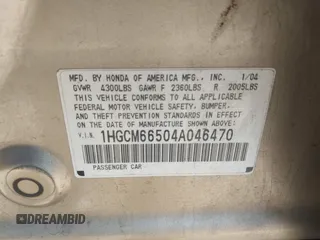 MFD. BY HONDA OF AMERICA MFG., INC. 1/04
GVWR 4300LBS GAWR F 2360LBS R 2005LBS
THIS VEHICLE CONFORMS TO ALL APPLICABLE
FEDERAL MOTOR VEHICLE SAFETY, BUMPER,
AND THEFT PREVENTION STANDARDS IN EFFECT
ON THE DATE OF MANUFACTURE SHOWN ABOVE.
V.I.N. 1HGCM66504A046470
PASSENGER CAR
DREAMBID